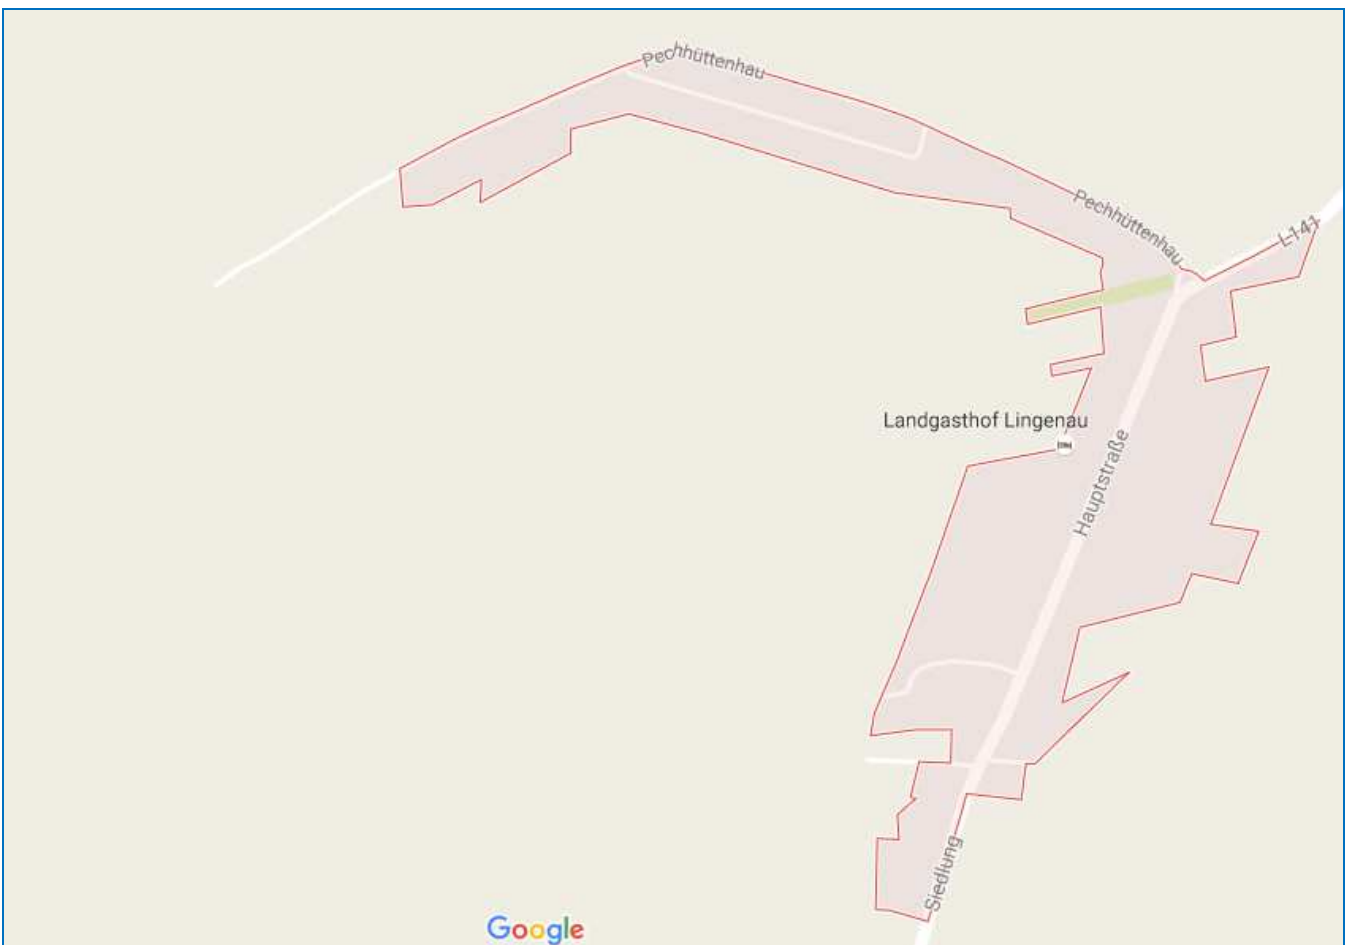 Pechhüttenhau
Pechhüttenhau
L141
Landgasthof Lingenau
Hauptstraße
Siedlung
Google